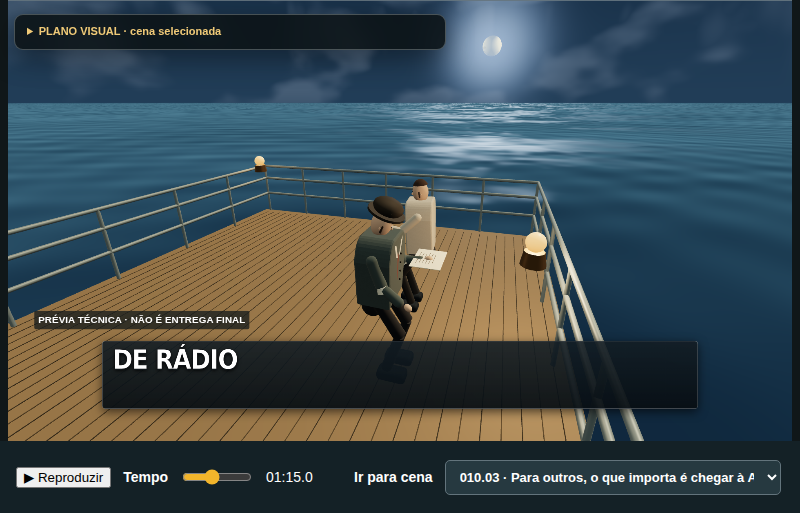 ▶ PLANO VISUAL · cena selecionada
PRÉVIA TÉCNICA · NÃO É ENTREGA FINAL
DE RÁDIO
▶ Reproduzir Tempo 01:15.0 Ir para cena 010.03 · Para outros, o que importa é chegar à A